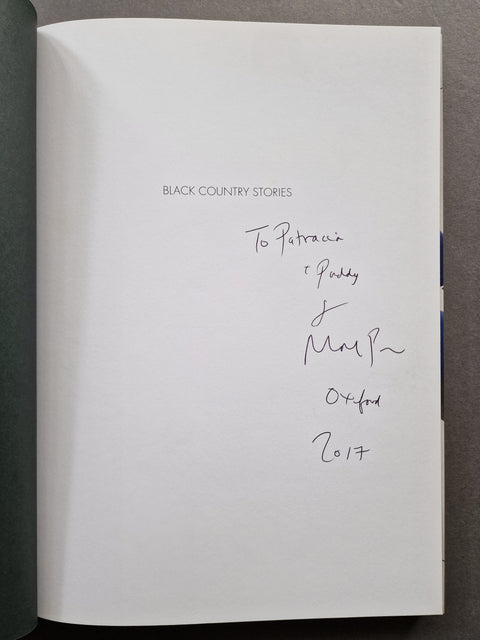 BLACK COUNTRY STORIES
To Patracia
& Paddy
Oxford
2017